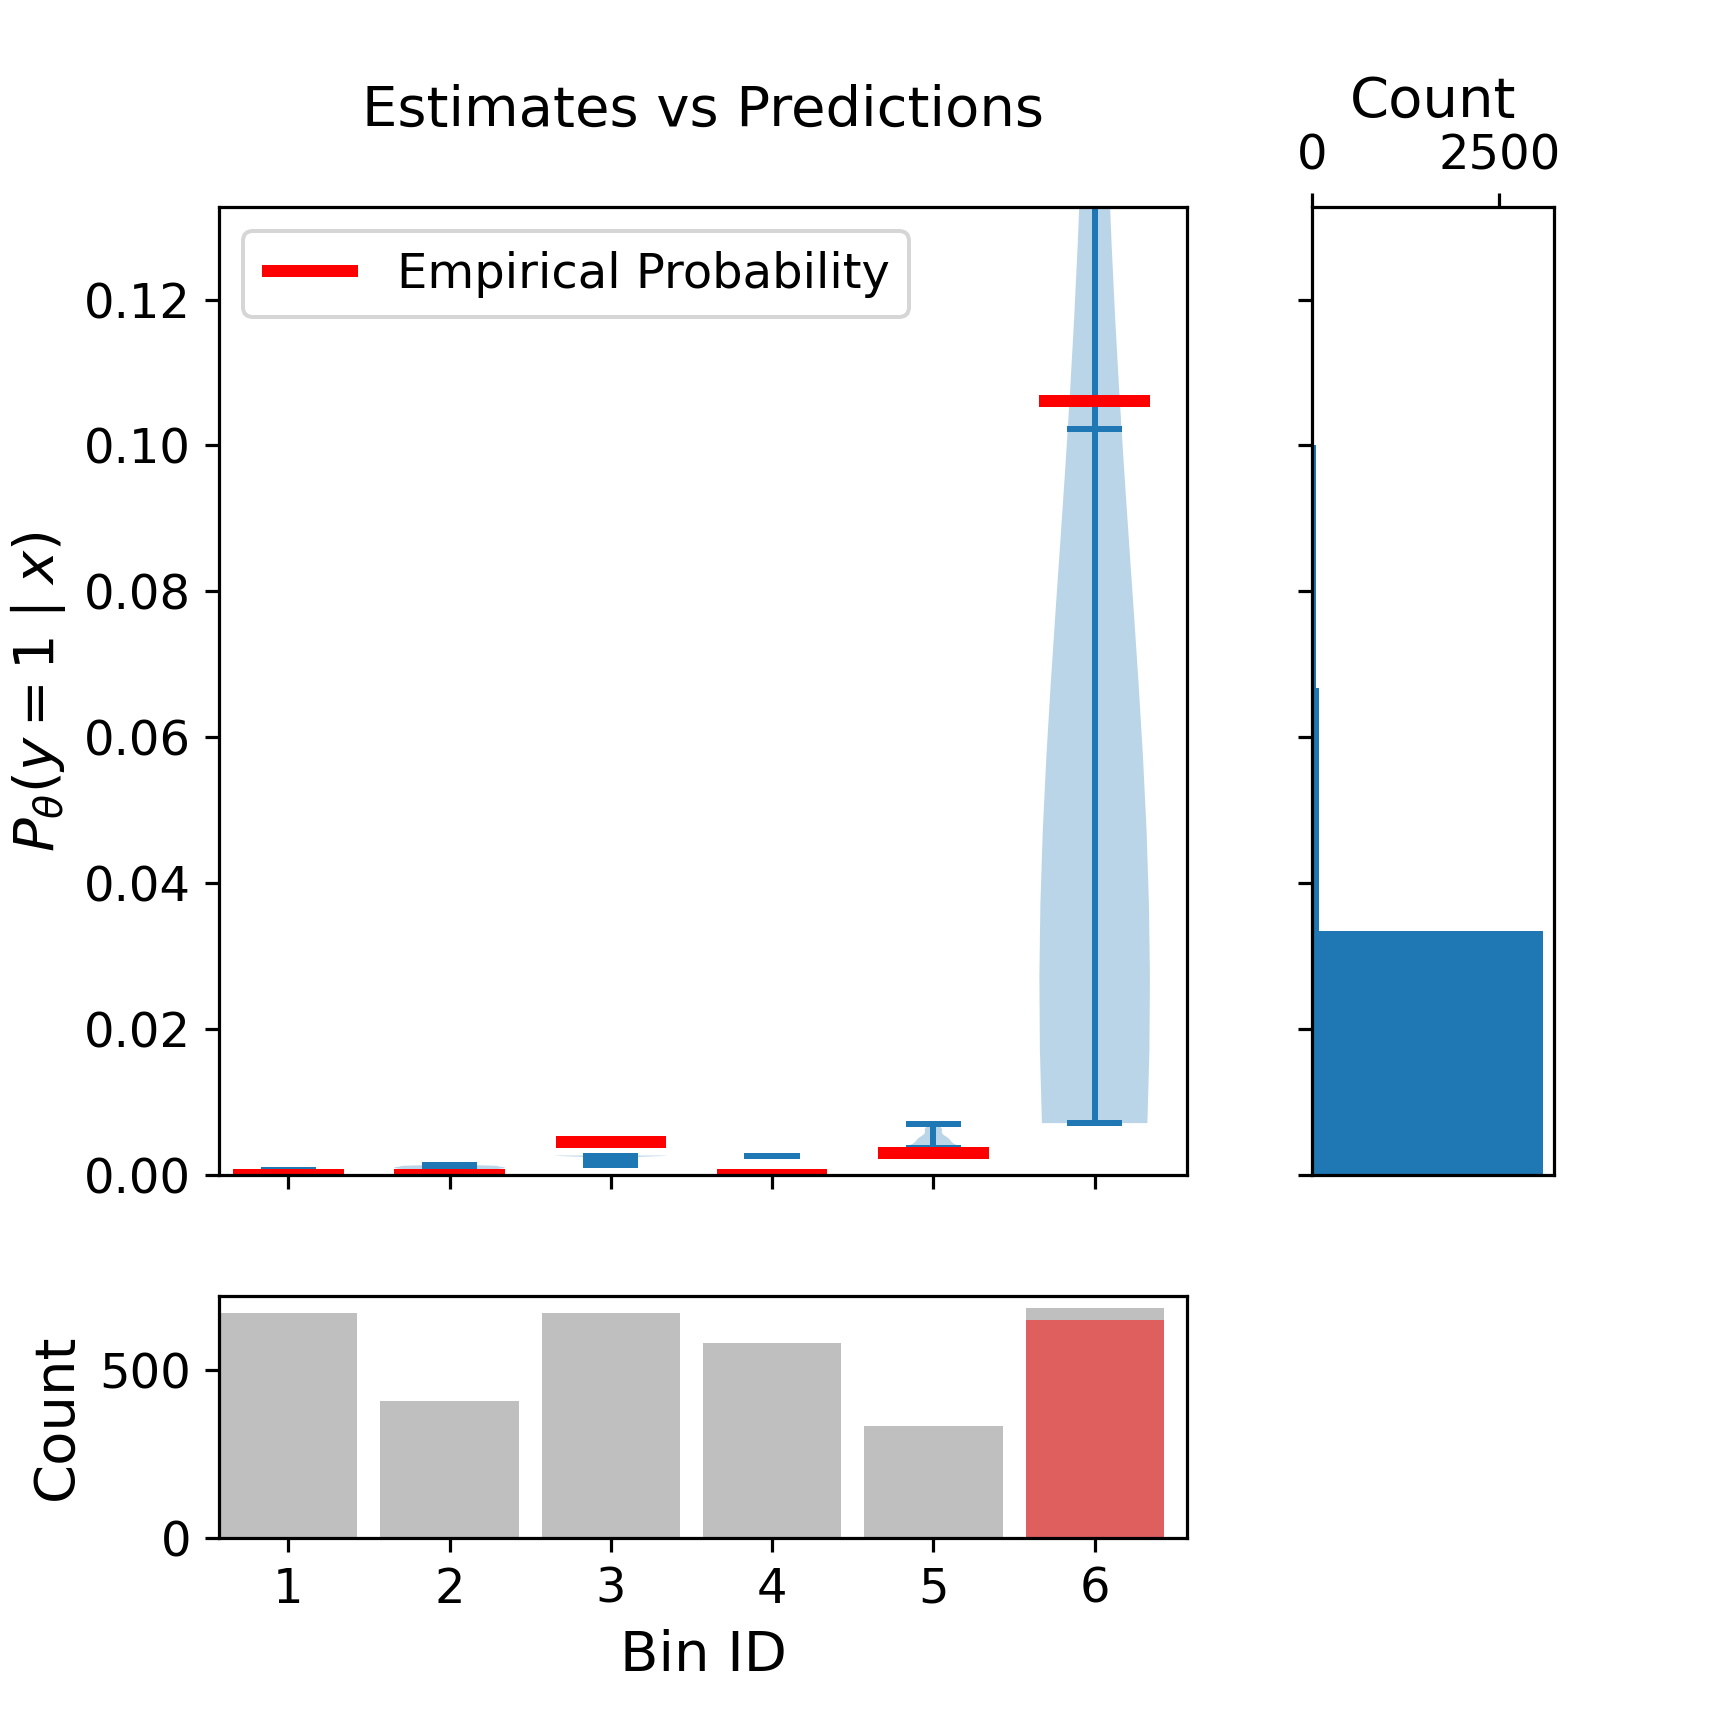 Estimates vs Predictions
Count
0 2500
Empirical Probability
0.12
0.10
0.08
0.06
0.04
0.02
0.00
P_θ(y = 1 | x)
Count
500
0
1 2 3 4 5 6
Bin ID